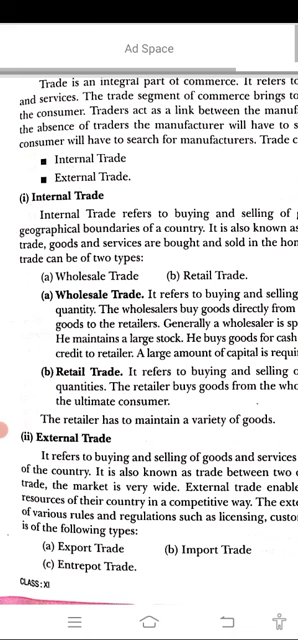 Ad Space
Trade is an integral part of commerce. It refers to
and services. The trade segment of commerce brings to
the consumer. Traders act as a link between the manuf
the absence of traders the manufacturer will have to s
consumer will have to search for manufacturers. Trade c
■ Internal Trade
■ External Trade.
(i) Internal Trade
Internal Trade refers to buying and selling of
geographical boundaries of a country. It is also known as
trade, goods and services are bought and sold in the hom
trade can be of two types:
(a) Wholesale Trade (b) Retail Trade.
(a) Wholesale Trade. It refers to buying and selling
quantity. The wholesalers buy goods directly from
goods to the retailers. Generally a wholesaler is sp
He maintains a large stock. He buys goods for cash
credit to retailer. A large amount of capital is requi
(b) Retail Trade. It refers to buying and selling o
quantities. The retailer buys goods from the who
the ultimate consumer.
The retailer has to maintain a variety of goods.
(ii) External Trade
It refers to buying and selling of goods and services
of the country. It is also known as trade between two
trade, the market is very wide. External trade enable
resources of their country in a competitive way. The exte
of various rules and regulations such as licensing, custo
is of the following types:
(a) Export Trade (b) Import Trade
(c) Entrepot Trade.
CLASS : XI